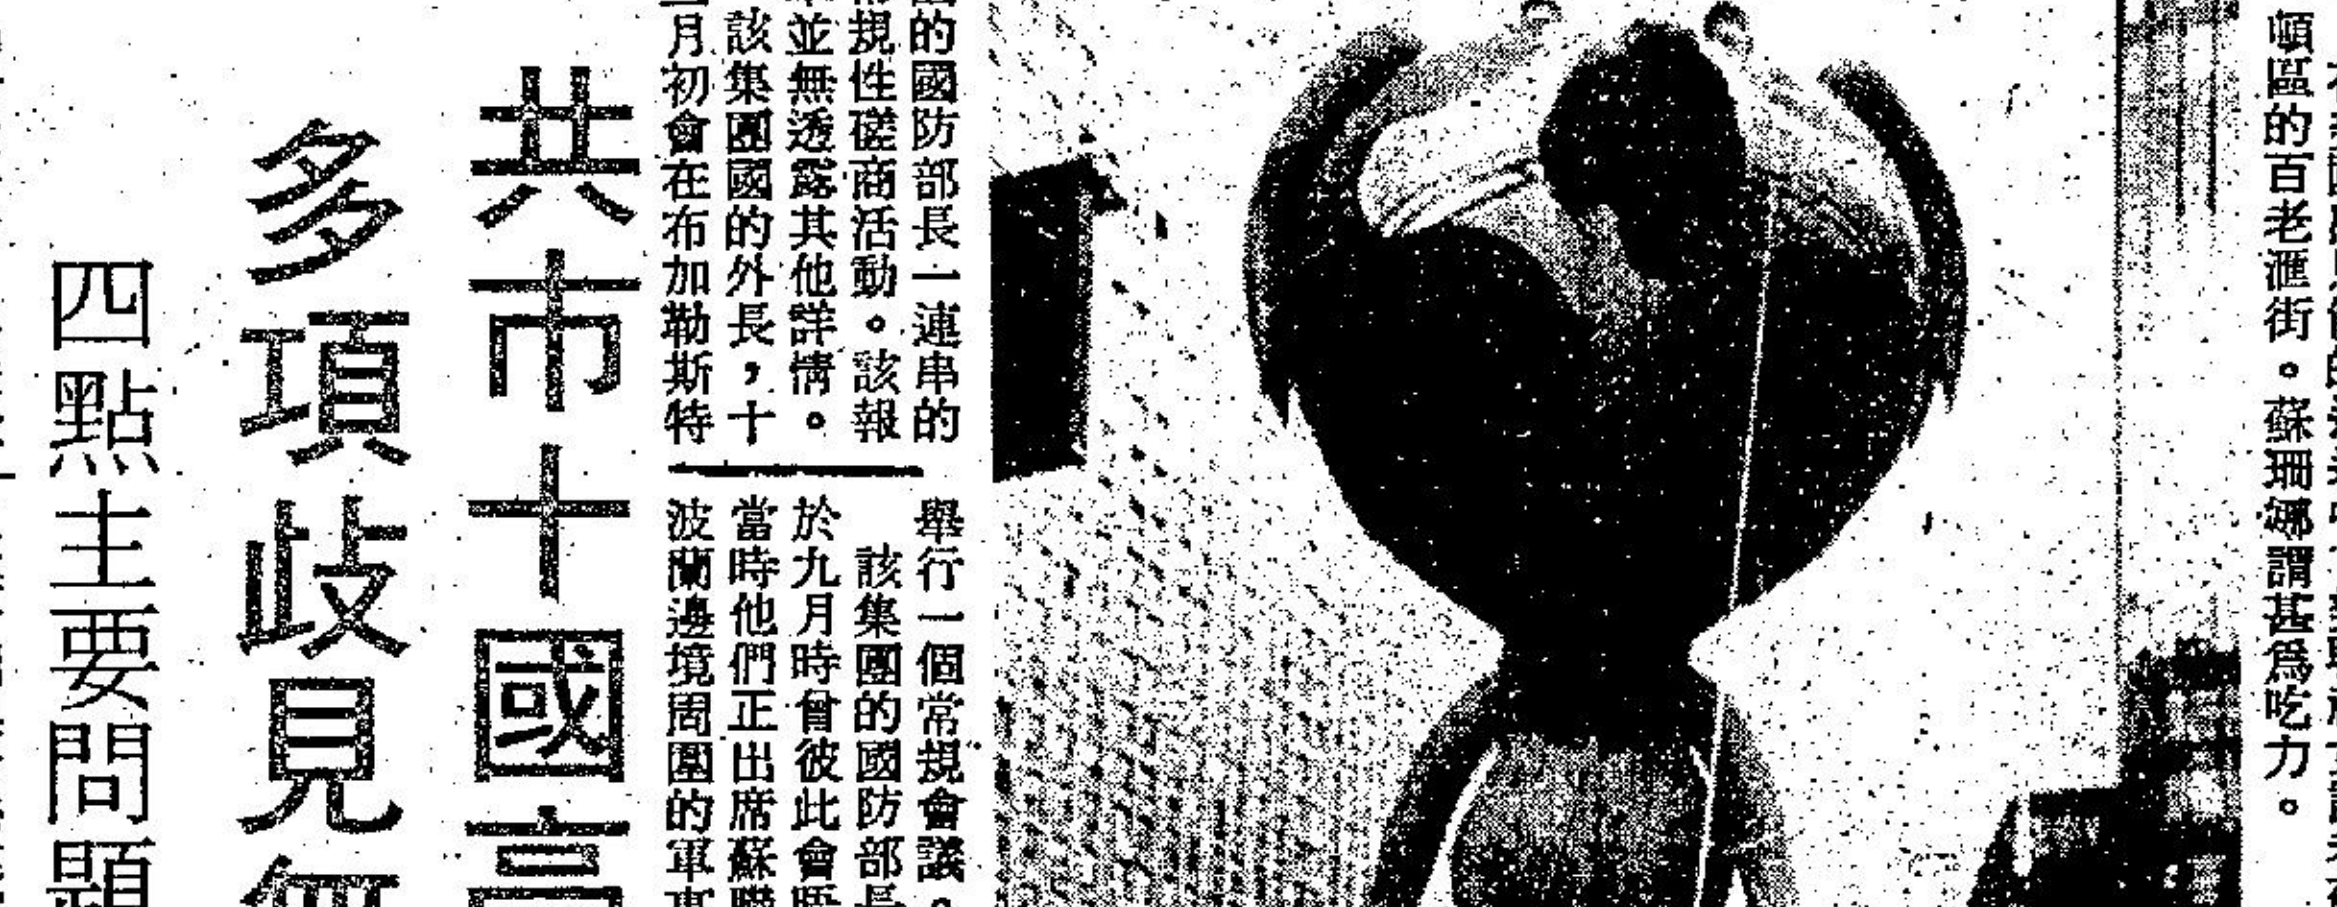 頓區的百老滙街。蘇珊娜謂甚爲吃力。
的國防部長一連串的
規性磋商活動。該報
並無透露其他詳情。
該集團國的外長，十
月初會在布加勒斯特
舉行一個常規會議。
該集團的國防部長
於九月時曾彼此會晤
當時他們正出席蘇聯
波蘭邊境周圍的軍事
共市十國高
多項歧見無
四點主要問題